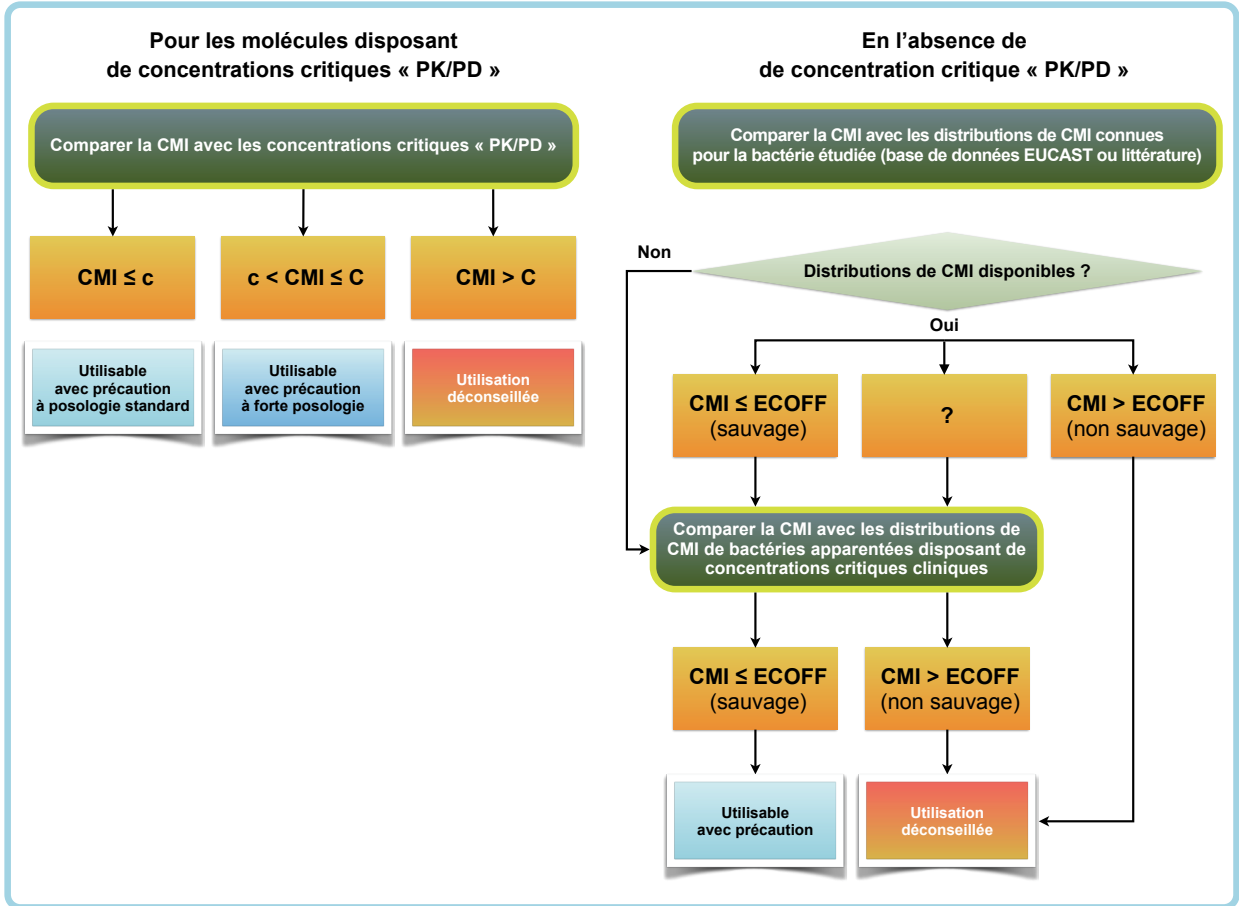 Pour les molécules disposant
de concentrations critiques « PK/PD »
Comparer la CMI avec les concentrations critiques « PK/PD »
CMI ≤ c
c < CMI ≤ C
CMI > C
Utilisable
avec précaution
à posologie standard
Utilisable
avec précaution
à forte posologie
Utilisation
déconseillée
En l’absence de
de concentration critique « PK/PD »
Comparer la CMI avec les distributions de CMI connues
pour la bactérie étudiée (base de données EUCAST ou littérature)
Non
Distributions de CMI disponibles ?
Oui
CMI ≤ ECOFF
(sauvage)
?
CMI > ECOFF
(non sauvage)
Comparer la CMI avec les distributions de
CMI de bactéries apparentées disposant de
concentrations critiques cliniques
CMI ≤ ECOFF
(sauvage)
CMI > ECOFF
(non sauvage)
Utilisable
avec précaution
Utilisation
déconseillée